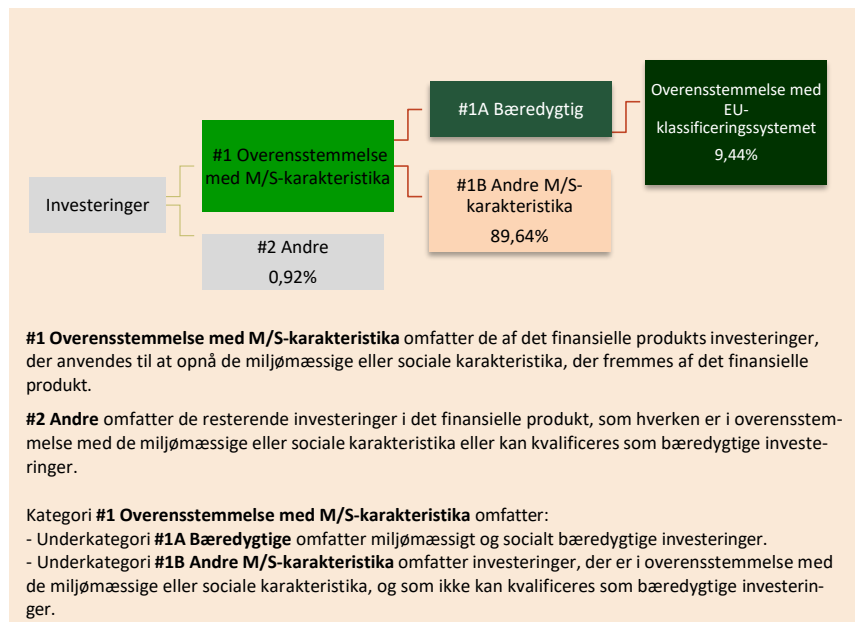 Investeringer
#1 Overensstemmelse
med M/S-karakteristika
#2 Andre
0,92%
#1A Bæredygtig
#1B Andre M/S-
karakteristika
89,64%
Overensstemmelse med
EU-
klassificeringssystemet
9,44%
#1 Overensstemmelse med M/S-karakteristika omfatter de af det finansielle produkts investeringer,
der anvendes til at opnå de miljømæssige eller sociale karakteristika, der fremmes af det finansielle
produkt.
#2 Andre omfatter de resterende investeringer i det finansielle produkt, som hverken er i overensstem-
melse med de miljømæssige eller sociale karakteristika eller kan kvalificeres som bæredygtige investe-
ringer.
Kategori #1 Overensstemmelse med M/S-karakteristika omfatter:
- Underkategori #1A Bæredygtige omfatter miljømæssigt og socialt bæredygtige investeringer.
- Underkategori #1B Andre M/S-karakteristika omfatter investeringer, der er i overensstemmelse med
de miljømæssige eller sociale karakteristika, og som ikke kan kvalificeres som bæredygtige investerin-
ger.